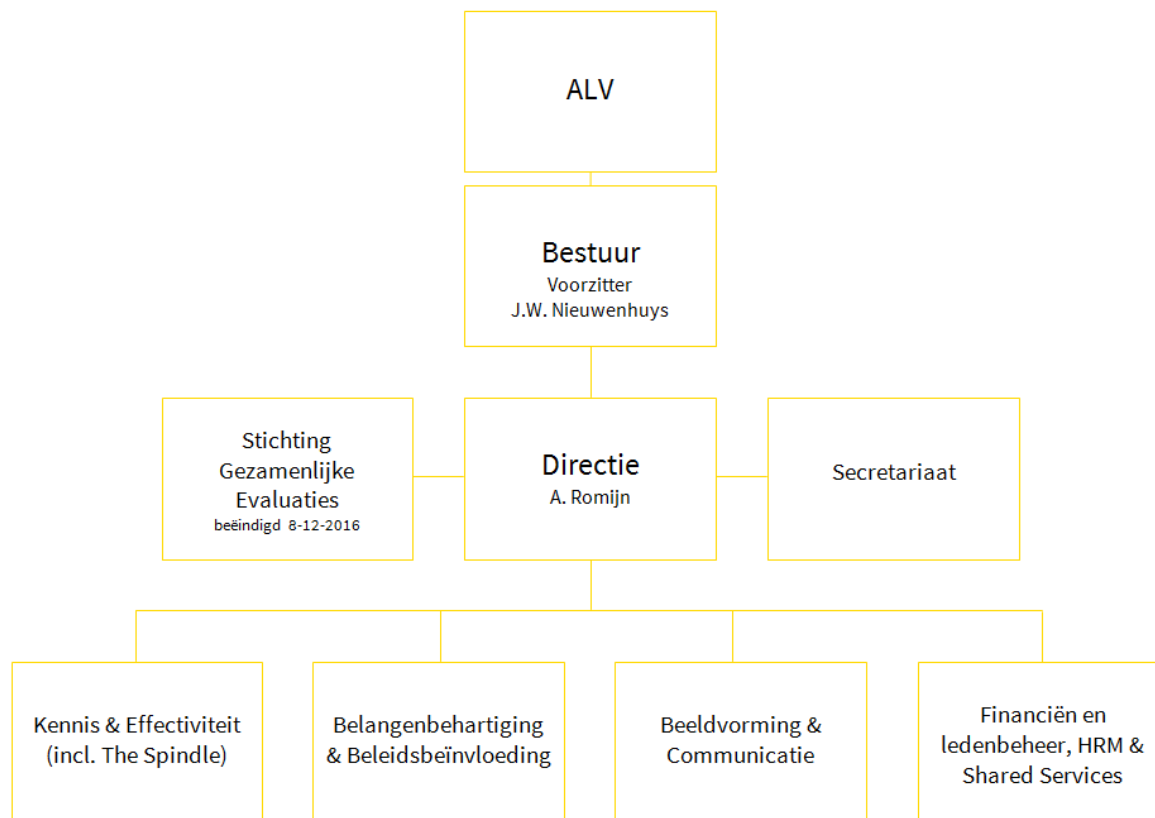 ALV
Bestuur
Voorzitter
J.W. Nieuwenhuys
Stichting
Gezamenlijke
Evaluaties
beëindigd 8-12-2016
Directie
A. Romijn
Secretariaat
Kennis & Effectiviteit
(incl. The Spindle)
Belangenbehartiging
& Beleidsbeïnvloeding
Beeldvorming &
Communicatie
Financiën en
ledenbeheer, HRM &
Shared Services